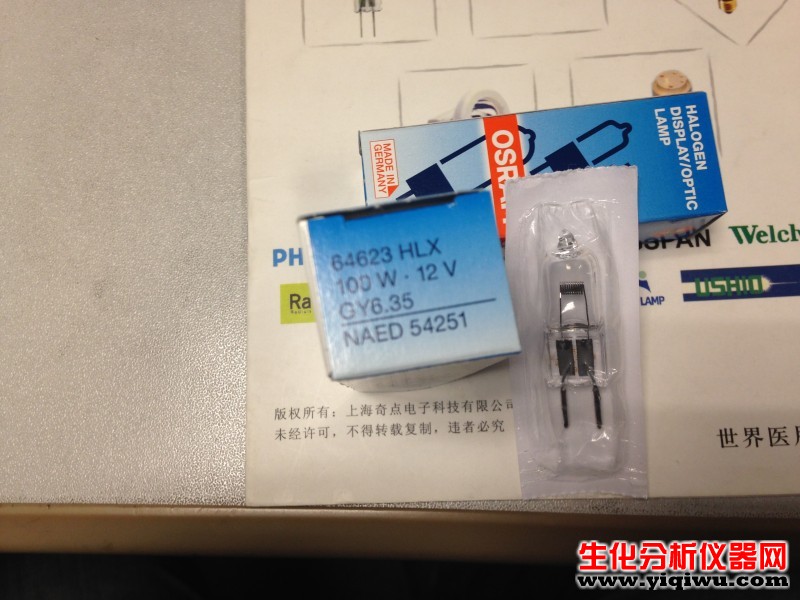 HALOGEN
DISPLAY/OPTIC
LAMP
MADE IN
GERMANY
OSRAM
64623 HLX
100 W · 12 V
GY6.35
NAED 54251
PH
Ra
Welch
LAMP
USHIO
版权所有：上海奇点电子科技有限公司
未经许可，不得转载复制，违者必究
世界医用
生化分析仪器网
www.yiqiwu.com